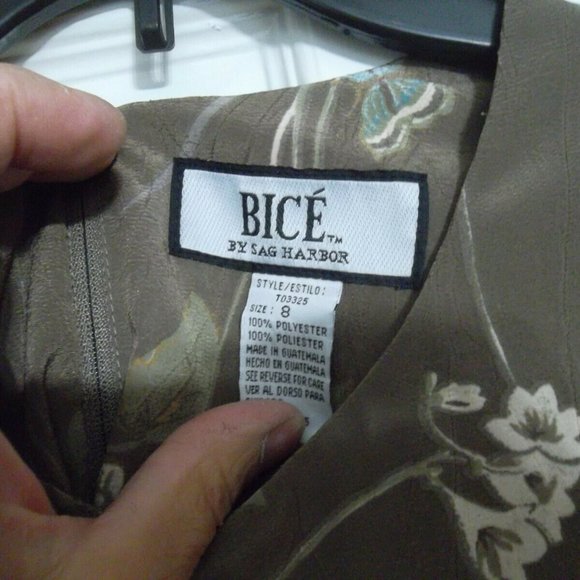 BICÉ™
BY SAG HARBOR
STYLE/ESTILO:
T03325
SIZE : 8
100% POLYESTER
100% POLIESTER
MADE IN GUATEMALA
HECHO EN GUATEMALA
SEE REVERSE FOR CARE
VER AL DORSO PARA